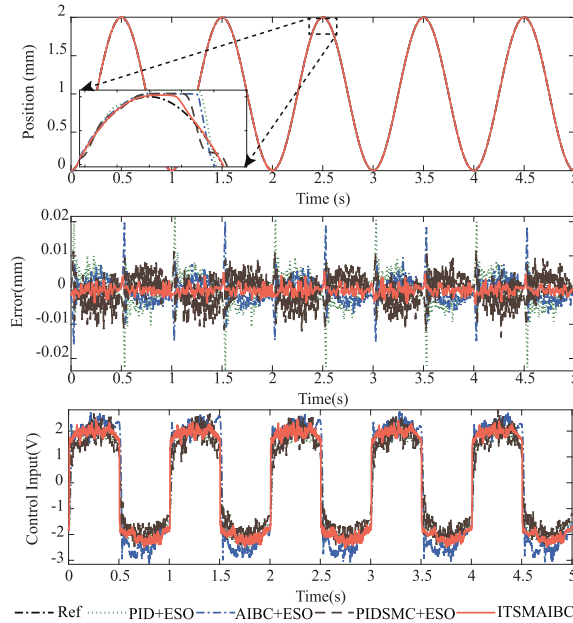 Position (mm)
2
1.5
1
0.5
0
0.5 1 1.5 2 2.5 3 3.5 4 4.5 5
Time (s)
Error(mm)
0.02
0.01
0
-0.01
-0.02
0 0.5 1 1.5 2 2.5 3 3.5 4 4.5 5
Time(s)
Control Input(V)
2
1
0
-1
-2
-3
0 0.5 1 1.5 2 2.5 3 3.5 4 4.5 5
Time(s)
Ref PID+ESO AIBC+ESO PIDSMC+ESO ITSMAIBC